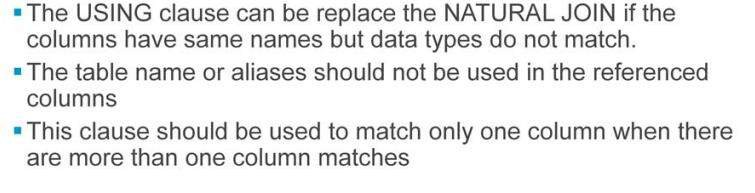 ▪ The USING clause can be replace the NATURAL JOIN if the
columns have same names but data types do not match.
▪ The table name or aliases should not be used in the referenced
columns
▪ This clause should be used to match only one column when there
are more than one column matches